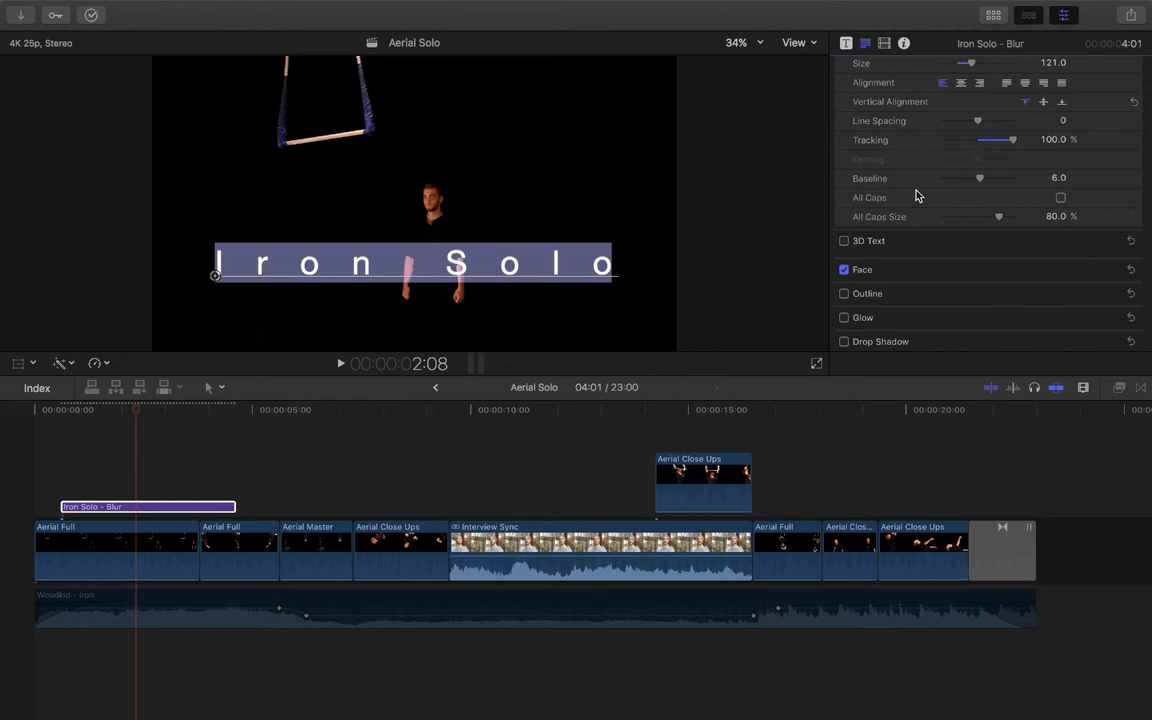 4K 25p, Stereo
Aerial Solo
34%
View
Iron Solo - Blur
00:00:04:01
Size
121.0
Alignment
Vertical Alignment
Line Spacing
0
Tracking
100.0 %
Kerning
Baseline
6.0
All Caps
All Caps Size
80.0 %
3D Text
Face
Outline
Glow
Drop Shadow
Iron Solo
00:00:02:08
Index
Aerial Solo
04:01 / 23:00
00:00:00:00
00:00:05:00
00:00:10:00
00:00:15:00
00:00:20:00
Aerial Close Ups
Iron Solo - Blur
Aerial Full
Aerial Full
Aerial Master
Aerial Close Ups
Interview Sync
Aerial Full
Aerial Clos...
Aerial Close Ups
Woodkid - Iron